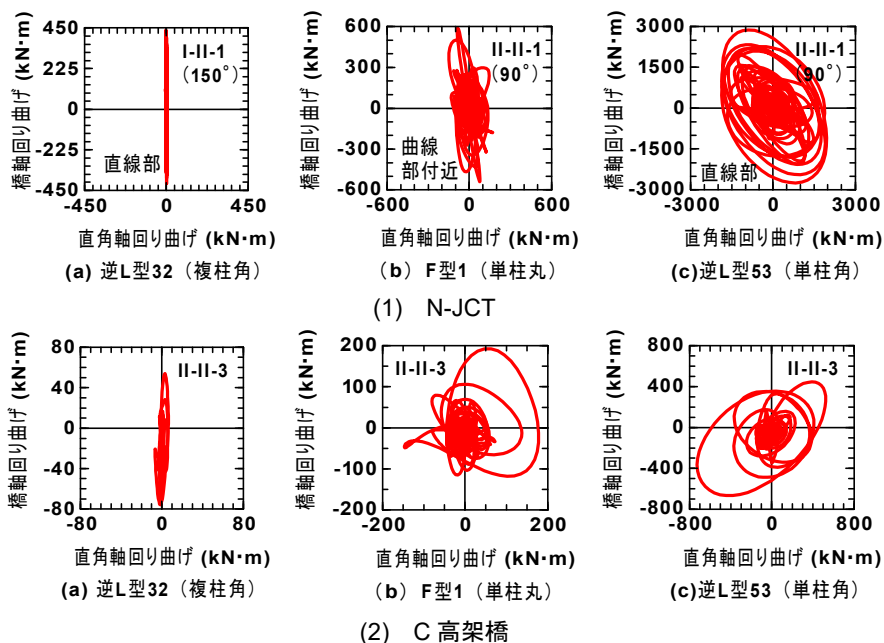 橋軸回り曲げ (kN･m)
450
225
0
-225
-450
-450 0 450
I-II-1
(150°)
直線部
直角軸回り曲げ (kN･m)
(a) 逆L型32（複柱角）
橋軸回り曲げ (kN･m)
600
300
0
-300
-600
-600 0 600
II-II-1
(90°)
曲線
部付近
直角軸回り曲げ (kN･m)
（b）F型1（単柱丸）
橋軸回り曲げ (kN･m)
3000
1500
0
-1500
-3000
-3000 0 3000
II-II-1
(90°)
直線部
直角軸回り曲げ (kN･m)
(c)逆L型53（単柱角）
(1) N-JCT
橋軸回り曲げ (kN･m)
80
40
0
-40
-80
-80 0 80
II-II-3
直角軸回り曲げ (kN･m)
(a) 逆L型32（複柱角）
橋軸回り曲げ (kN･m)
200
100
0
-100
-200
-200 0 200
II-II-3
直角軸回り曲げ (kN･m)
（b）F型1（単柱丸）
橋軸回り曲げ (kN･m)
800
400
0
-400
-800
-800 0 800
II-II-3
直角軸回り曲げ (kN･m)
(c)逆L型53（単柱角）
(2) C 高架橋